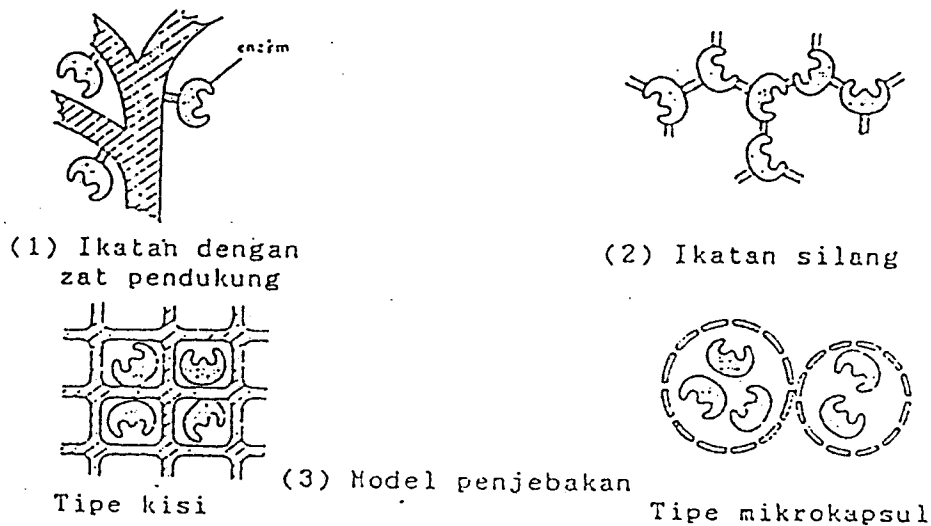 enzim
(1) Ikatan dengan
zat pendukung
(2) Ikatan silang
(3) Model penjebakan
Tipe kisi
Tipe mikrokapsul